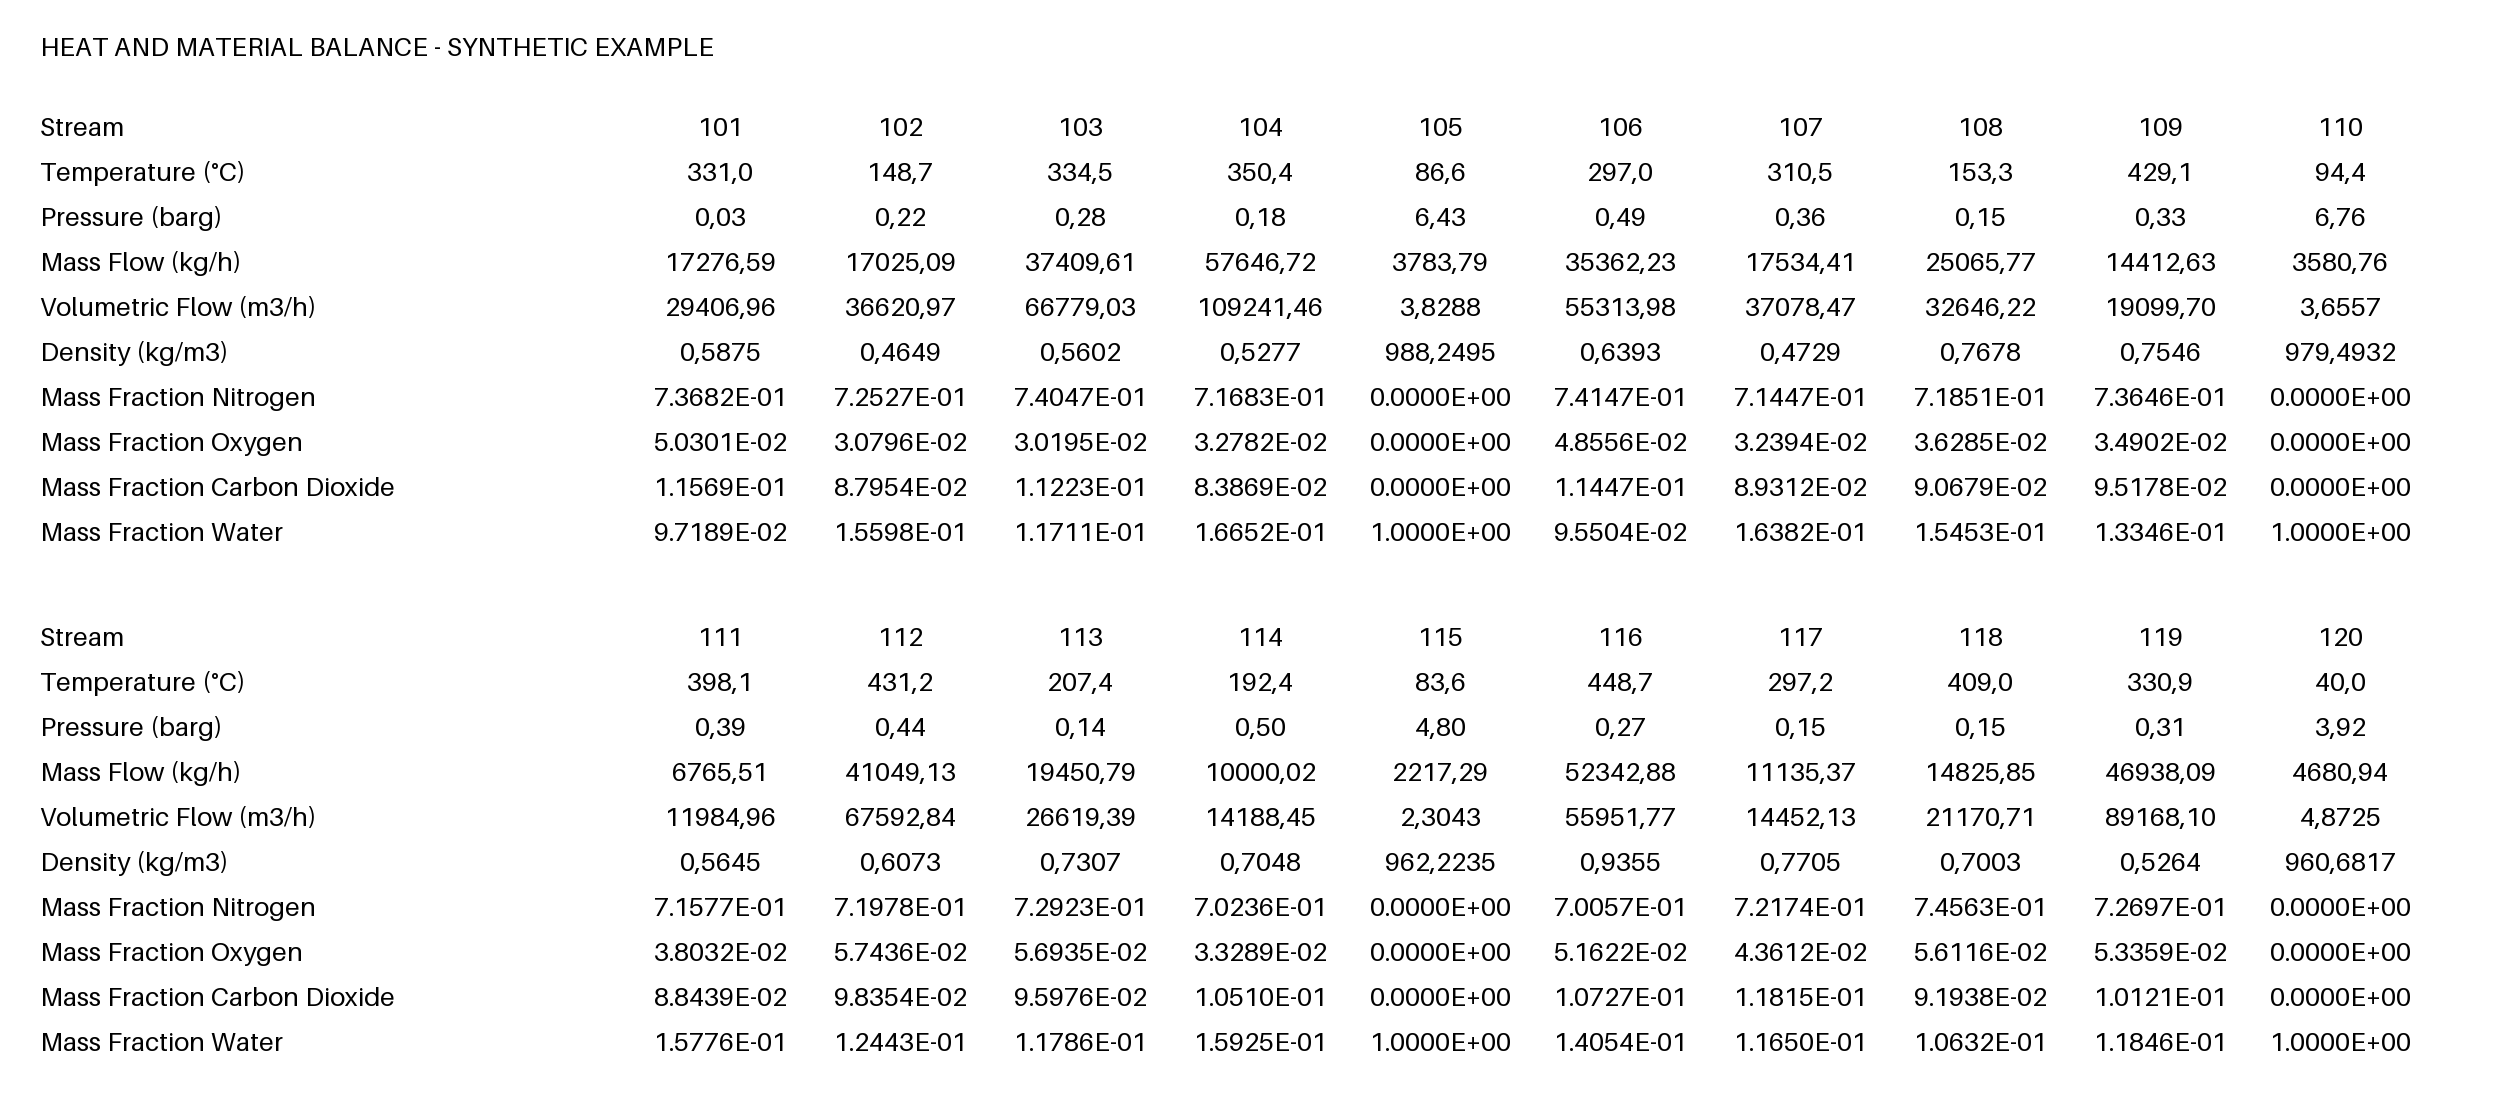 HEAT AND MATERIAL BALANCE - SYNTHETIC EXAMPLE
Stream 101 102 103 104 105 106 107 108 109 110
Temperature (°C) 331,0 148,7 334,5 350,4 86,6 297,0 310,5 153,3 429,1 94,4
Pressure (barg) 0,03 0,22 0,28 0,18 6,43 0,49 0,36 0,15 0,33 6,76
Mass Flow (kg/h) 17276,59 17025,09 37409,61 57646,72 3783,79 35362,23 17534,41 25065,77 14412,63 3580,76
Volumetric Flow (m3/h) 29406,96 36620,97 66779,03 109241,46 3,8288 55313,98 37078,47 32646,22 19099,70 3,6557
Density (kg/m3) 0,5875 0,4649 0,5602 0,5277 988,2495 0,6393 0,4729 0,7678 0,7546 979,4932
Mass Fraction Nitrogen 7.3682E-01 7.2527E-01 7.4047E-01 7.1683E-01 0.0000E+00 7.4147E-01 7.1447E-01 7.1851E-01 7.3646E-01 0.0000E+00
Mass Fraction Oxygen 5.0301E-02 3.0796E-02 3.0195E-02 3.2782E-02 0.0000E+00 4.8556E-02 3.2394E-02 3.6285E-02 3.4902E-02 0.0000E+00
Mass Fraction Carbon Dioxide 1.1569E-01 8.7954E-02 1.1223E-01 8.3869E-02 0.0000E+00 1.1447E-01 8.9312E-02 9.0679E-02 9.5178E-02 0.0000E+00
Mass Fraction Water 9.7189E-02 1.5598E-01 1.1711E-01 1.6652E-01 1.0000E+00 9.5504E-02 1.6382E-01 1.5453E-01 1.3346E-01 1.0000E+00
Stream 111 112 113 114 115 116 117 118 119 120
Temperature (°C) 398,1 431,2 207,4 192,4 83,6 448,7 297,2 409,0 330,9 40,0
Pressure (barg) 0,39 0,44 0,14 0,50 4,80 0,27 0,15 0,15 0,31 3,92
Mass Flow (kg/h) 6765,51 41049,13 19450,79 10000,02 2217,29 52342,88 11135,37 14825,85 46938,09 4680,94
Volumetric Flow (m3/h) 11984,96 67592,84 26619,39 14188,45 2,3043 55951,77 14452,13 21170,71 89168,10 4,8725
Density (kg/m3) 0,5645 0,6073 0,7307 0,7048 962,2235 0,9355 0,7705 0,7003 0,5264 960,6817
Mass Fraction Nitrogen 7.1577E-01 7.1978E-01 7.2923E-01 7.0236E-01 0.0000E+00 7.0057E-01 7.2174E-01 7.4563E-01 7.2697E-01 0.0000E+00
Mass Fraction Oxygen 3.8032E-02 5.7436E-02 5.6935E-02 3.3289E-02 0.0000E+00 5.1622E-02 4.3612E-02 5.6116E-02 5.3359E-02 0.0000E+00
Mass Fraction Carbon Dioxide 8.8439E-02 9.8354E-02 9.5976E-02 1.0510E-01 0.0000E+00 1.0727E-01 1.1815E-01 9.1938E-02 1.0121E-01 0.0000E+00
Mass Fraction Water 1.5776E-01 1.2443E-01 1.1786E-01 1.5925E-01 1.0000E+00 1.4054E-01 1.1650E-01 1.0632E-01 1.1846E-01 1.0000E+00